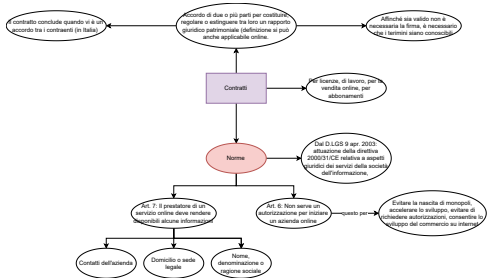 Il contratto conclude quando vi è un
accordo tra i contraenti (in Italia)
Accordo di due o più parti per costituire,
regolare o estinguere tra loro un rapporto
giuridico patrimoniale (definizione si può
anche applicabile online.
Affinché sia valido non è
necessaria la firma, è necessario
che i termini siano conoscibili.
Contratti
Per licenze, di lavoro, per la
vendita online, per
abbonamenti
Norme
Dal D.LGS 9 apr. 2003:
attuazione della direttiva
2000/31/CE relativa a aspetti
giuridici dei servizi della società
dell'informazione,
Art. 7: Il prestatore di un
servizio online deve rendere
disponibili alcune informazioni
Art. 6: Non serve un
autorizzazione per iniziare
un azienda online
questo per
Evitare la nascita di monopoli,
accelerare lo sviluppo, evitare di
richiedere autorizzazioni, consentire lo
sviluppo del commercio su internet
Contatti dell'azienda
Domicilio o sede
legale
Nome,
denominazione o
ragione sociale